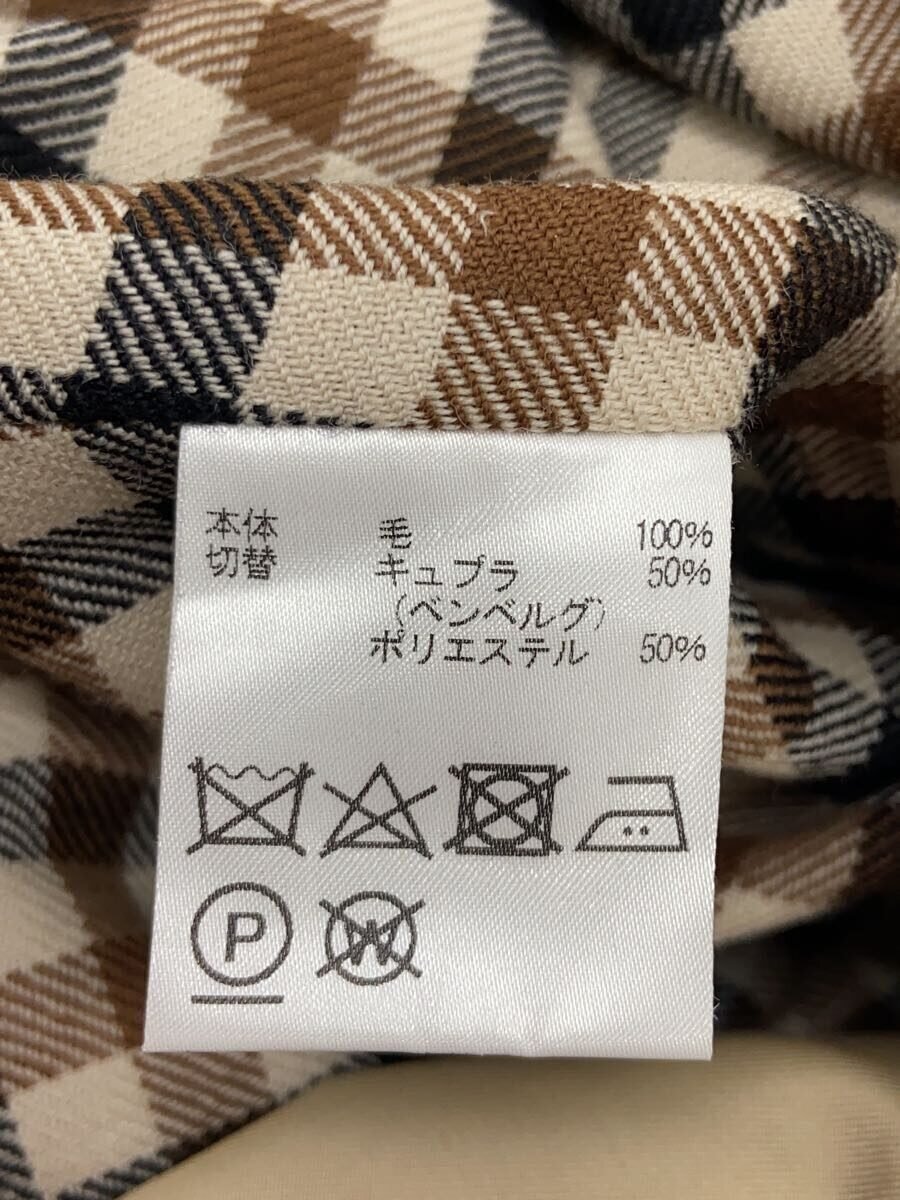 本体 毛 100%
切替 キュプラ 50%
(ベンベルグ)
ポリエステル 50%
P W